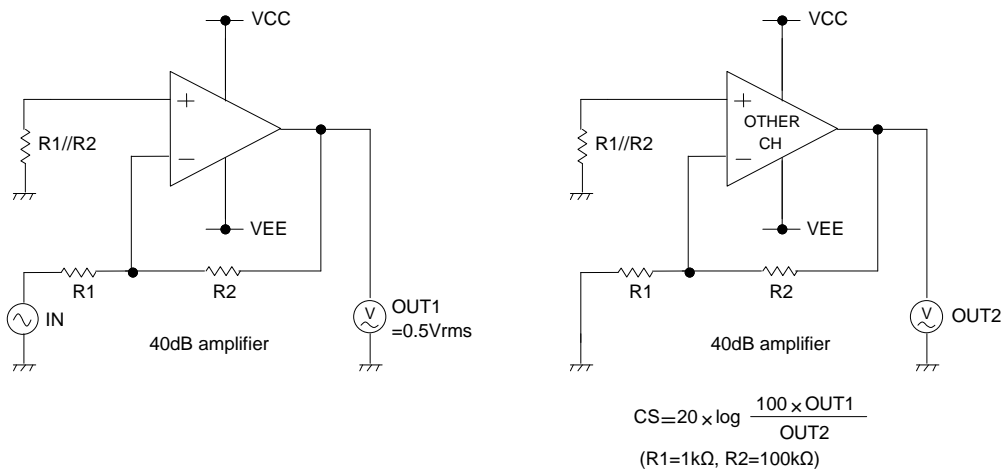 VCC
R1//R2
+
−
VEE
R1
R2
IN
OUT1
=0.5Vrms
V
40dB amplifier
VCC
R1//R2
+
OTHER
CH
−
VEE
R1
R2
V
OUT2
40dB amplifier
CS=20×log 100×OUT1
OUT2
(R1=1kΩ, R2=100kΩ)